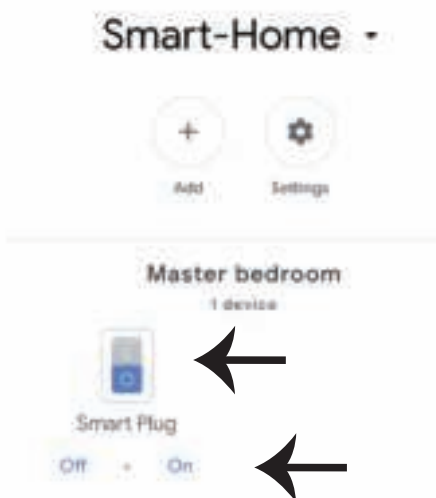 Smart-Home
Add Settings
Master bedroom
1 device
Smart Plug
Off • On